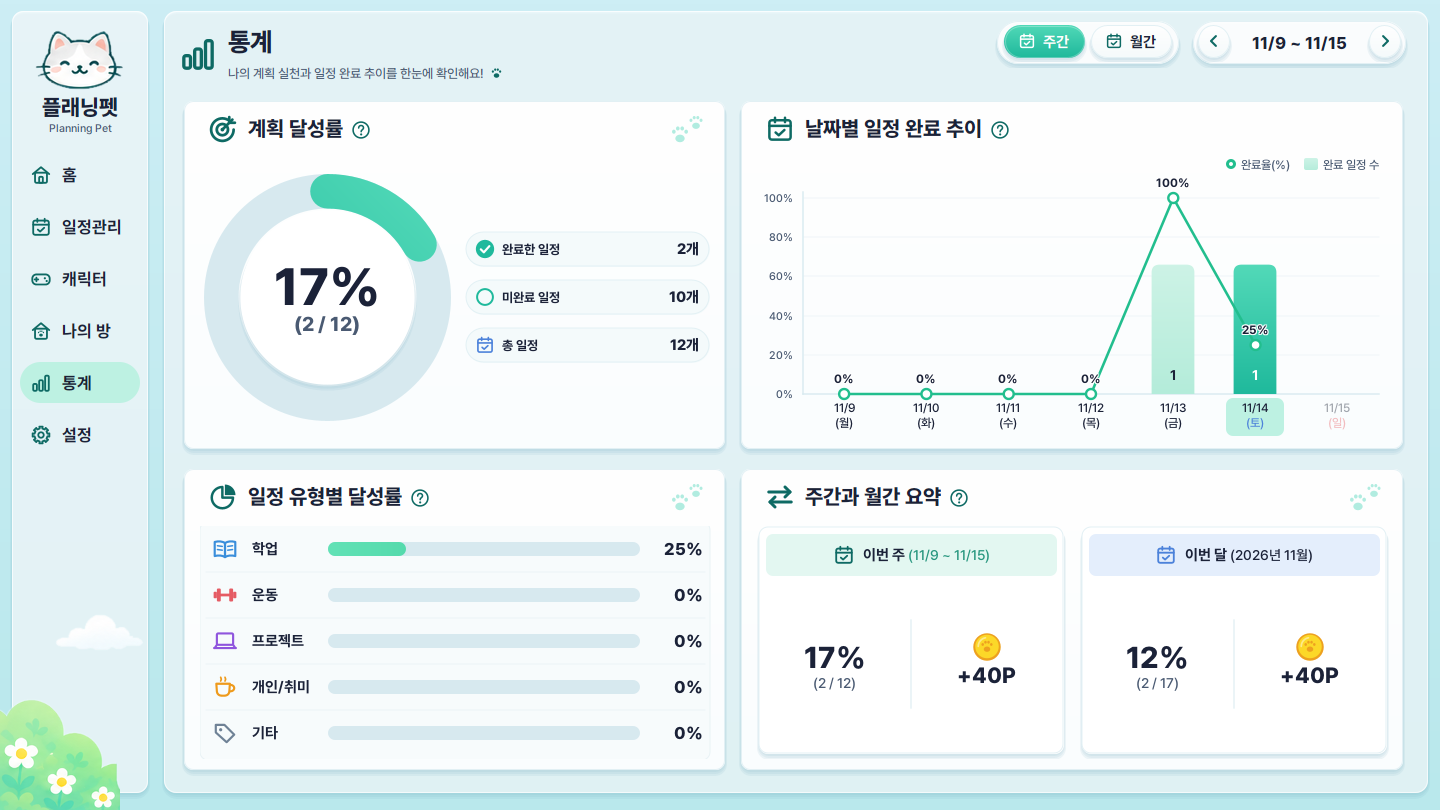 플래닝펫
Planning Pet
홈
일정관리
캐릭터
나의 방
통계
설정
통계
나의 계획 실천과 일정 완료 추이를 한눈에 확인해요!
주간
월간
11/9 ~ 11/15
계획 달성률
17%
(2 / 12)
완료한 일정 2개
미완료 일정 10개
총 일정 12개
날짜별 일정 완료 추이
완료율(%) 완료 일정 수
100%
80%
60%
40%
20%
0%
0% 0% 0% 0% 100% 25%
1 1
11/9 11/10 11/11 11/12 11/13 11/14 11/15
(월) (화) (수) (목) (금) (토) (일)
일정 유형별 달성률
학업 25%
운동 0%
프로젝트 0%
개인/취미 0%
기타 0%
주간과 월간 요약
이번 주 (11/9 ~ 11/15)
17%
(2 / 12)
+40P
이번 달 (2026년 11월)
12%
(2 / 17)
+40P